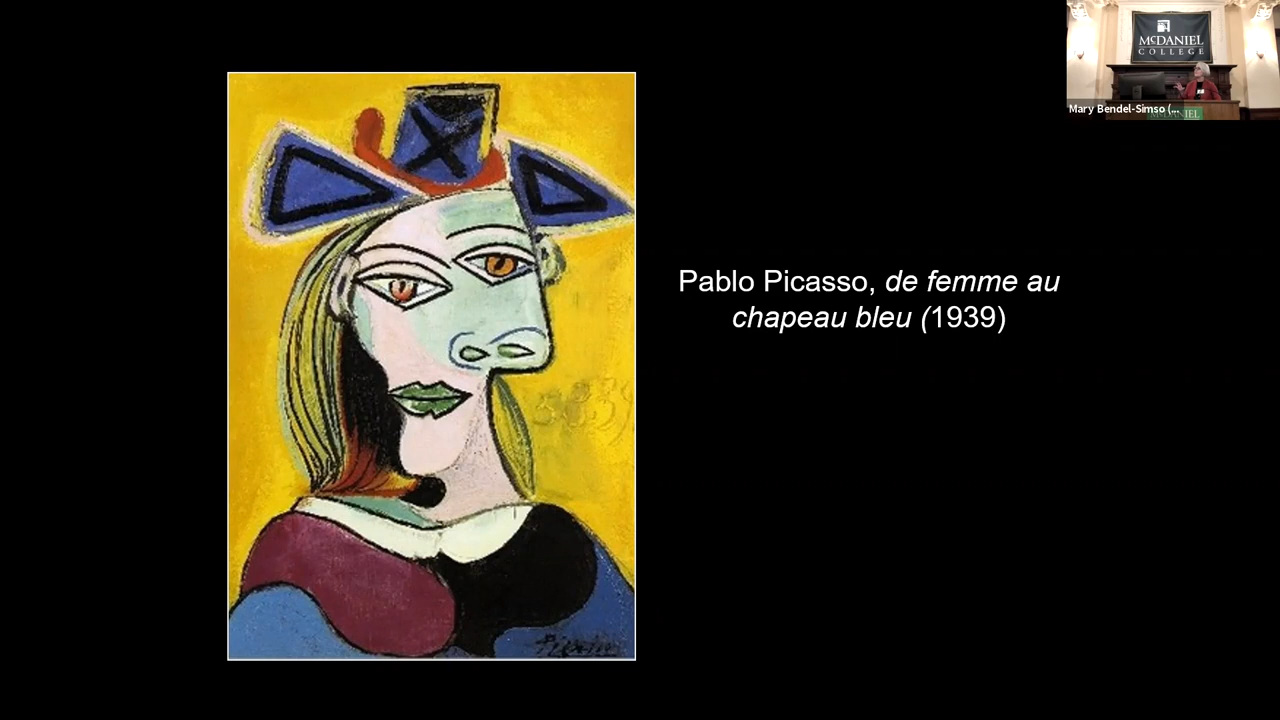 McDANIEL
COLLEGE
Mary Bendel-Simso (...
Pablo Picasso, de femme au
chapeau bleu (1939)
Picasso